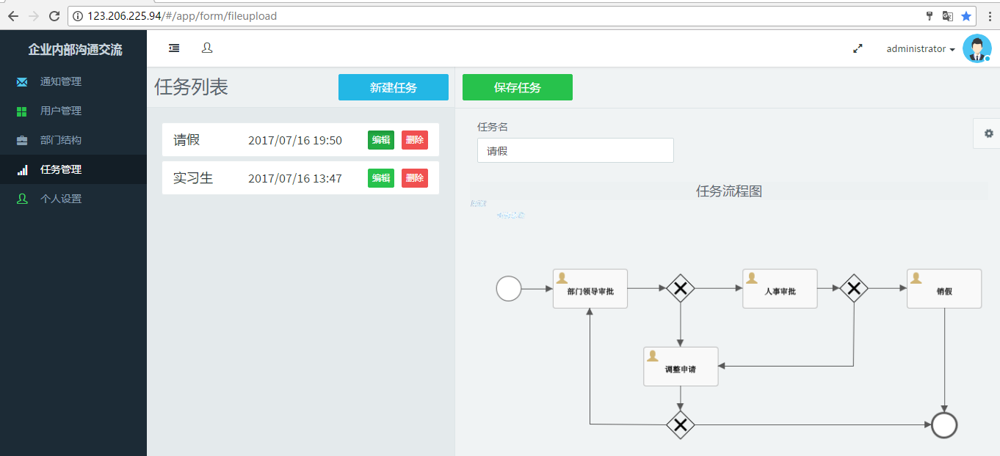 123.206.225.94/#/app/form/fileupload
企业内部沟通交流
administrator
通知管理
用户管理
部门结构
任务管理
个人设置
任务列表
新建任务
保存任务
请假 2017/07/16 19:50 编辑 删除
实习生 2017/07/16 13:47 编辑 删除
任务名
请假
任务流程图
部门领导审批
人事审批
销假
调整申请